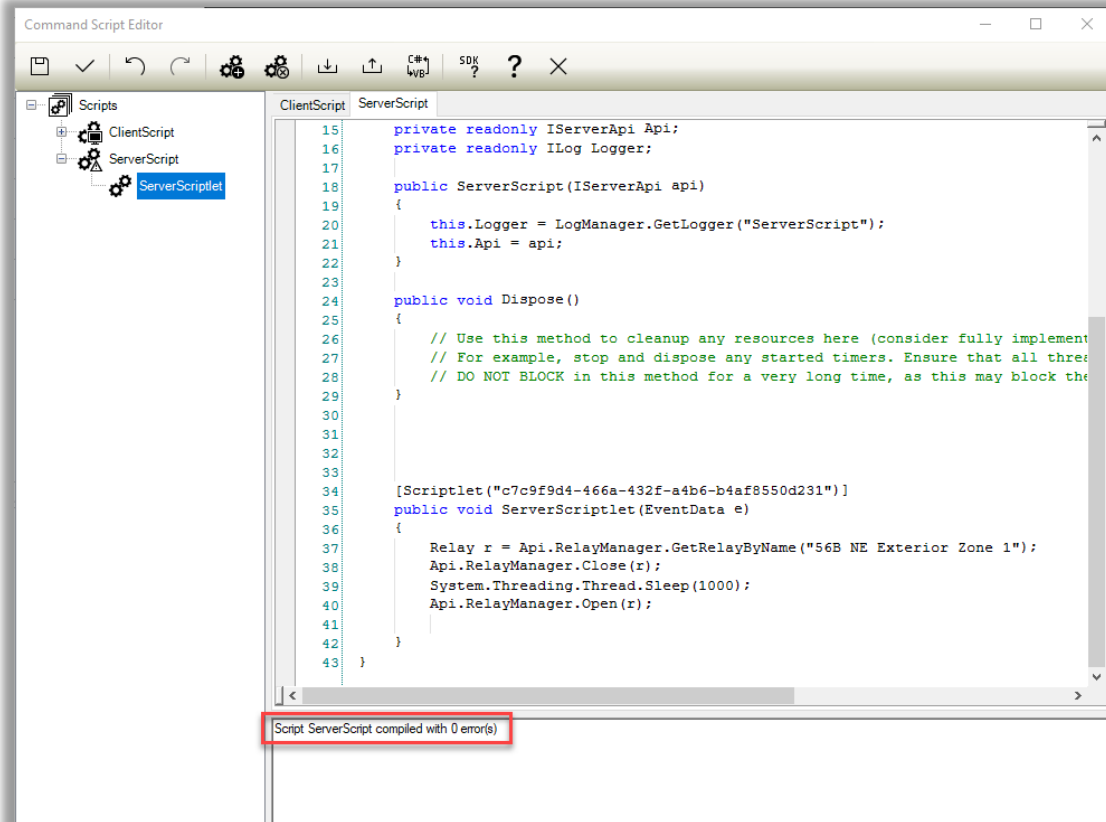 Command Script Editor
C#
VB
SDK
?
?
Scripts
ClientScript
ServerScript
ServerScriptlet
ClientScript ServerScript
15 private readonly IServerApi Api;
16 private readonly ILog Logger;
17
18 public ServerScript(IServerApi api)
19 {
20 this.Logger = LogManager.GetLogger("ServerScript");
21 this.Api = api;
22 }
23
24 public void Dispose()
25 {
26 // Use this method to cleanup any resources here (consider fully implement
27 // For example, stop and dispose any started timers. Ensure that all threa
28 // DO NOT BLOCK in this method for a very long time, as this may block the
29 }
30
31
32
33
34 [Scriptlet("c7c9f9d4-466a-432f-a4b6-b4af8550d231")]
35 public void ServerScriptlet(EventData e)
36 {
37 Relay r = Api.RelayManager.GetRelayByName("56B NE Exterior Zone 1");
38 Api.RelayManager.Close(r);
39 System.Threading.Thread.Sleep(1000);
40 Api.RelayManager.Open(r);
41
42 }
43 }
Script ServerScript compiled with 0 error(s)